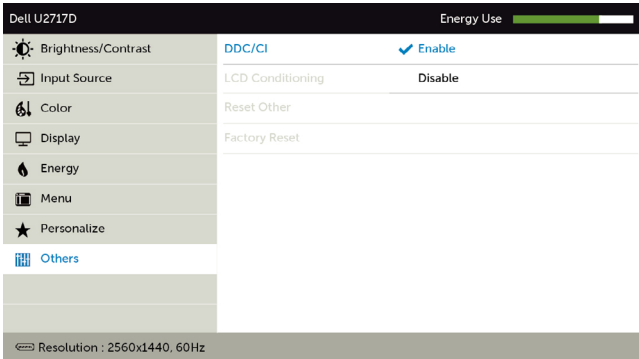 Dell U2717D
Energy Use
Brightness/Contrast
Input Source
Color
Display
Energy
Menu
Personalize
Others
DDC/CI
LCD Conditioning
Reset Other
Factory Reset
Enable
Disable
Resolution : 2560x1440, 60Hz